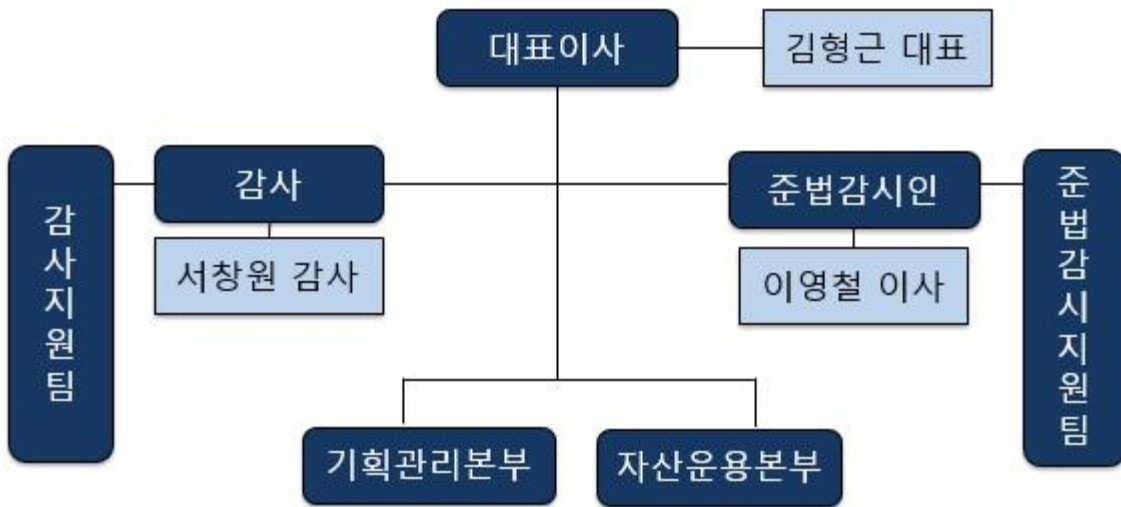 대표이사
김형근 대표
감사
준법감시인
서창원 감사
이영철 이사
감사지원팀
준법감시지원팀
기획관리본부
자산운용본부